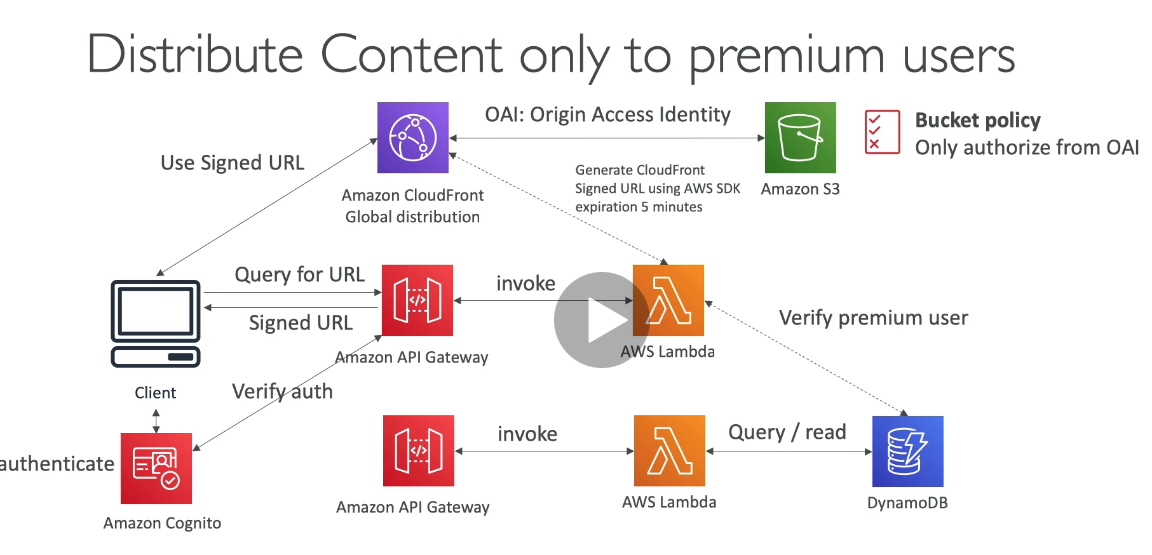 Distribute Content only to premium users
OAI: Origin Access Identity
Bucket policy
Only authorize from OAI
Use Signed URL
Generate CloudFront
Signed URL using AWS SDK
expiration 5 minutes
Amazon CloudFront
Global distribution
Amazon S3
Query for URL
invoke
Signed URL
Verify premium user
Amazon API Gateway
AWS Lambda
Client
Verify auth
invoke
Query / read
authenticate
Amazon API Gateway
AWS Lambda
DynamoDB
Amazon Cognito